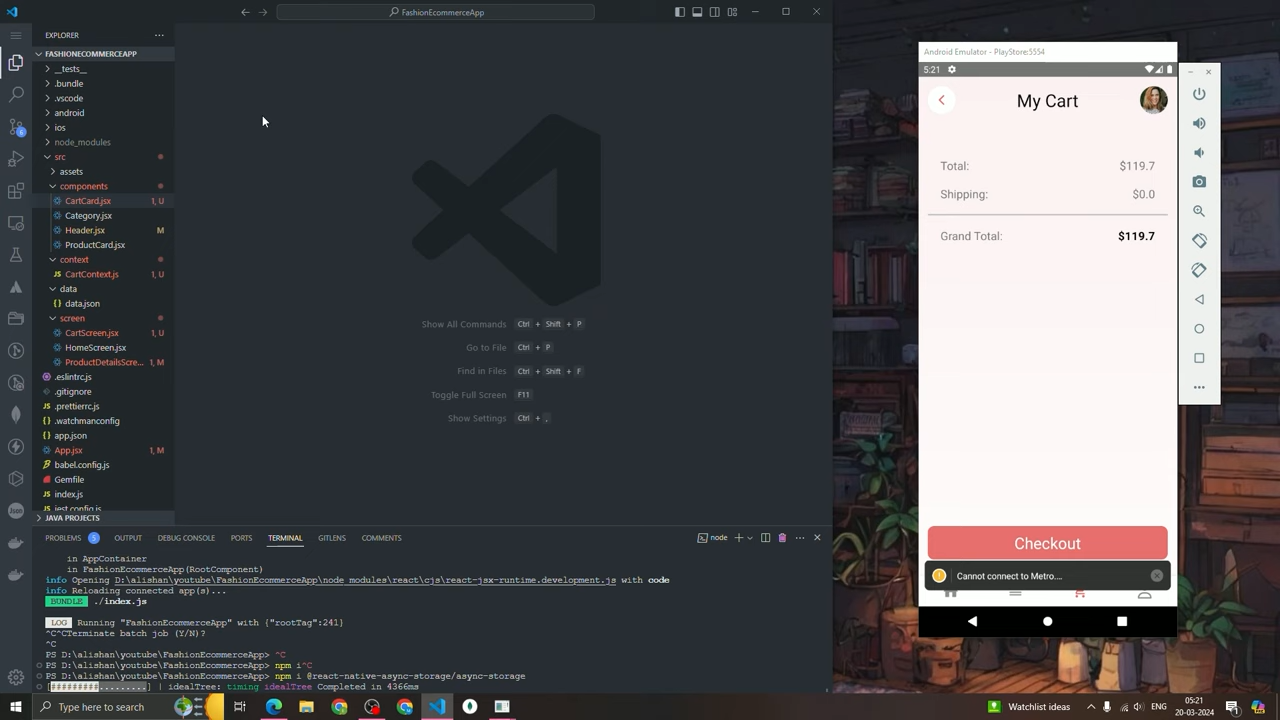 FashionEcommerceApp
EXPLORER
FASHIONECOMMERCEAPP
__tests__
.bundle
.vscode
android
ios
node_modules
src
assets
components
CartCard.jsx 1, U
Category.jsx
Header.jsx M
ProductCard.jsx
context
CartContext.js 1, U
data
data.json
screen
CartScreen.jsx 1, U
HomeScreen.jsx
ProductDetailsScre... 1, M
.eslintrc.js
.gitignore
.prettierrc.js
.watchmanconfig
app.json
App.jsx 1, M
babel.config.js
Gemfile
index.js
jest.config.js
JAVA PROJECTS
6
Json
Show All Commands Ctrl + Shift + P
Go to File Ctrl + P
Find in Files Ctrl + Shift + F
Toggle Full Screen F11
Show Settings Ctrl + ,
PROBLEMS 5 OUTPUT DEBUG CONSOLE PORTS TERMINAL GITLENS COMMENTS node
in AppContainer
in FashionEcommerceApp(RootComponent)
info Opening D:\alishan\youtube\FashionEcommerceApp\node_modules\react\cjs\react-jsx-runtime.development.js with code
info Reloading connected app(s)...
BUNDLE ./index.js
LOG Running "FashionEcommerceApp" with {"rootTag":241}
^C^CTerminate batch job (Y/N)?
^C
PS D:\alishan\youtube\FashionEcommerceApp> ^C
PS D:\alishan\youtube\FashionEcommerceApp> npm i^C
PS D:\alishan\youtube\FashionEcommerceApp> npm i @react-native-async-storage/async-storage
[#########.........] | idealTree: timing idealTree Completed in 4366ms
Android Emulator - PlayStore:5554
5:21
My Cart
Total: $119.7
Shipping: $0.0
Grand Total: $119.7
Checkout
Cannot connect to Metro...
Type here to search
Watchlist ideas
ENG
05:21
20-03-2024
1